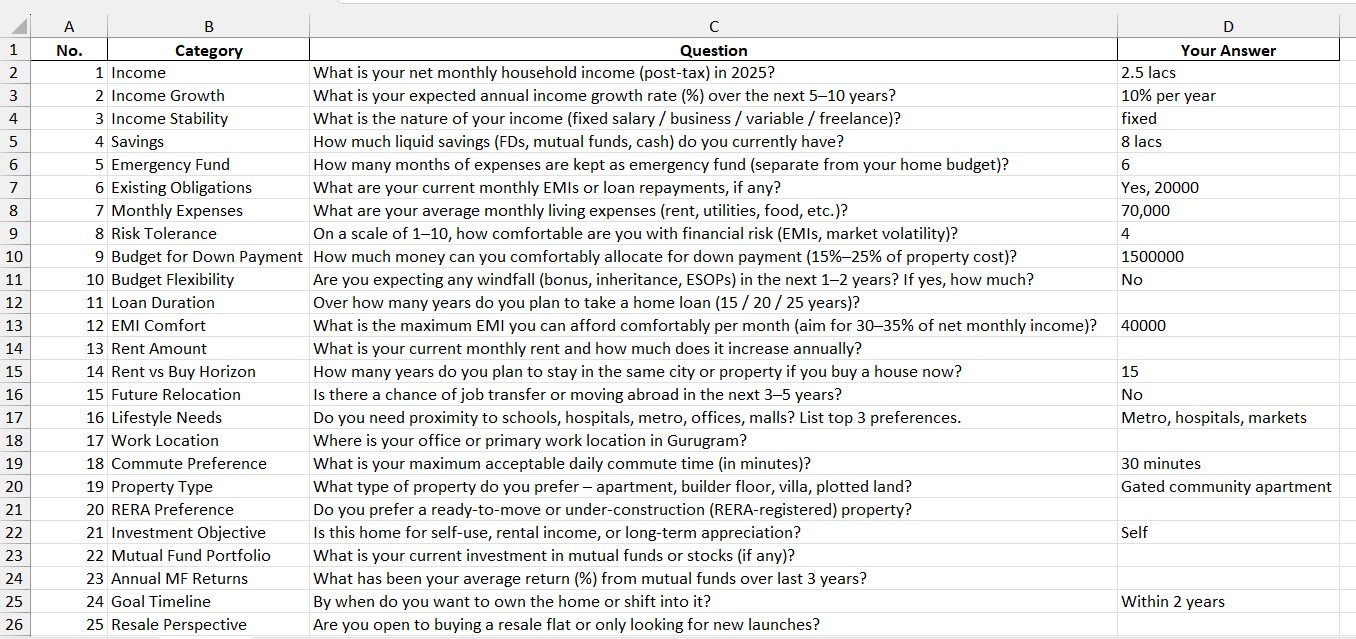 A B C D
1 No. Category Question Your Answer
2 1 Income What is your net monthly household income (post-tax) in 2025? 2.5 lacs
3 2 Income Growth What is your expected annual income growth rate (%) over the next 5–10 years? 10% per year
4 3 Income Stability What is the nature of your income (fixed salary / business / variable / freelance)? fixed
5 4 Savings How much liquid savings (FDs, mutual funds, cash) do you currently have? 8 lacs
6 5 Emergency Fund How many months of expenses are kept as emergency fund (separate from your home budget)? 6
7 6 Existing Obligations What are your current monthly EMIs or loan repayments, if any? Yes, 20000
8 7 Monthly Expenses What are your average monthly living expenses (rent, utilities, food, etc.)? 70,000
9 8 Risk Tolerance On a scale of 1–10, how comfortable are you with financial risk (EMIs, market volatility)? 4
10 9 Budget for Down Payment How much money can you comfortably allocate for down payment (15%–25% of property cost)? 1500000
11 10 Budget Flexibility Are you expecting any windfall (bonus, inheritance, ESOPs) in the next 1–2 years? If yes, how much? No
12 11 Loan Duration Over how many years do you plan to take a home loan (15 / 20 / 25 years)?
13 12 EMI Comfort What is the maximum EMI you can afford comfortably per month (aim for 30–35% of net monthly income)? 40000
14 13 Rent Amount What is your current monthly rent and how much does it increase annually?
15 14 Rent vs Buy Horizon How many years do you plan to stay in the same city or property if you buy a house now? 15
16 15 Future Relocation Is there a chance of job transfer or moving abroad in the next 3–5 years? No
17 16 Lifestyle Needs Do you need proximity to schools, hospitals, metro, offices, malls? List top 3 preferences. Metro, hospitals, markets
18 17 Work Location Where is your office or primary work location in Gurugram?
19 18 Commute Preference What is your maximum acceptable daily commute time (in minutes)? 30 minutes
20 19 Property Type What type of property do you prefer – apartment, builder floor, villa, plotted land? Gated community apartment
21 20 RERA Preference Do you prefer a ready-to-move or under-construction (RERA-registered) property?
22 21 Investment Objective Is this home for self-use, rental income, or long-term appreciation? Self
23 22 Mutual Fund Portfolio What is your current investment in mutual funds or stocks (if any)?
24 23 Annual MF Returns What has been your average return (%) from mutual funds over last 3 years?
25 24 Goal Timeline By when do you want to own the home or shift into it? Within 2 years
26 25 Resale Perspective Are you open to buying a resale flat or only looking for new launches?